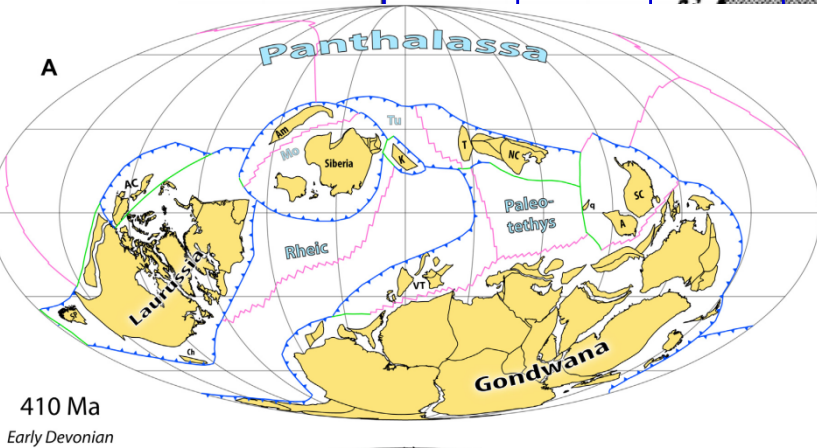 Panthalassa
A
Am
Tu
Mo
Siberia
K
T
NC
AC
SC
q
A
Paleo-
tethys
Rheic
VT
Laurussia
Ch
Gondwana
410 Ma
Early Devonian